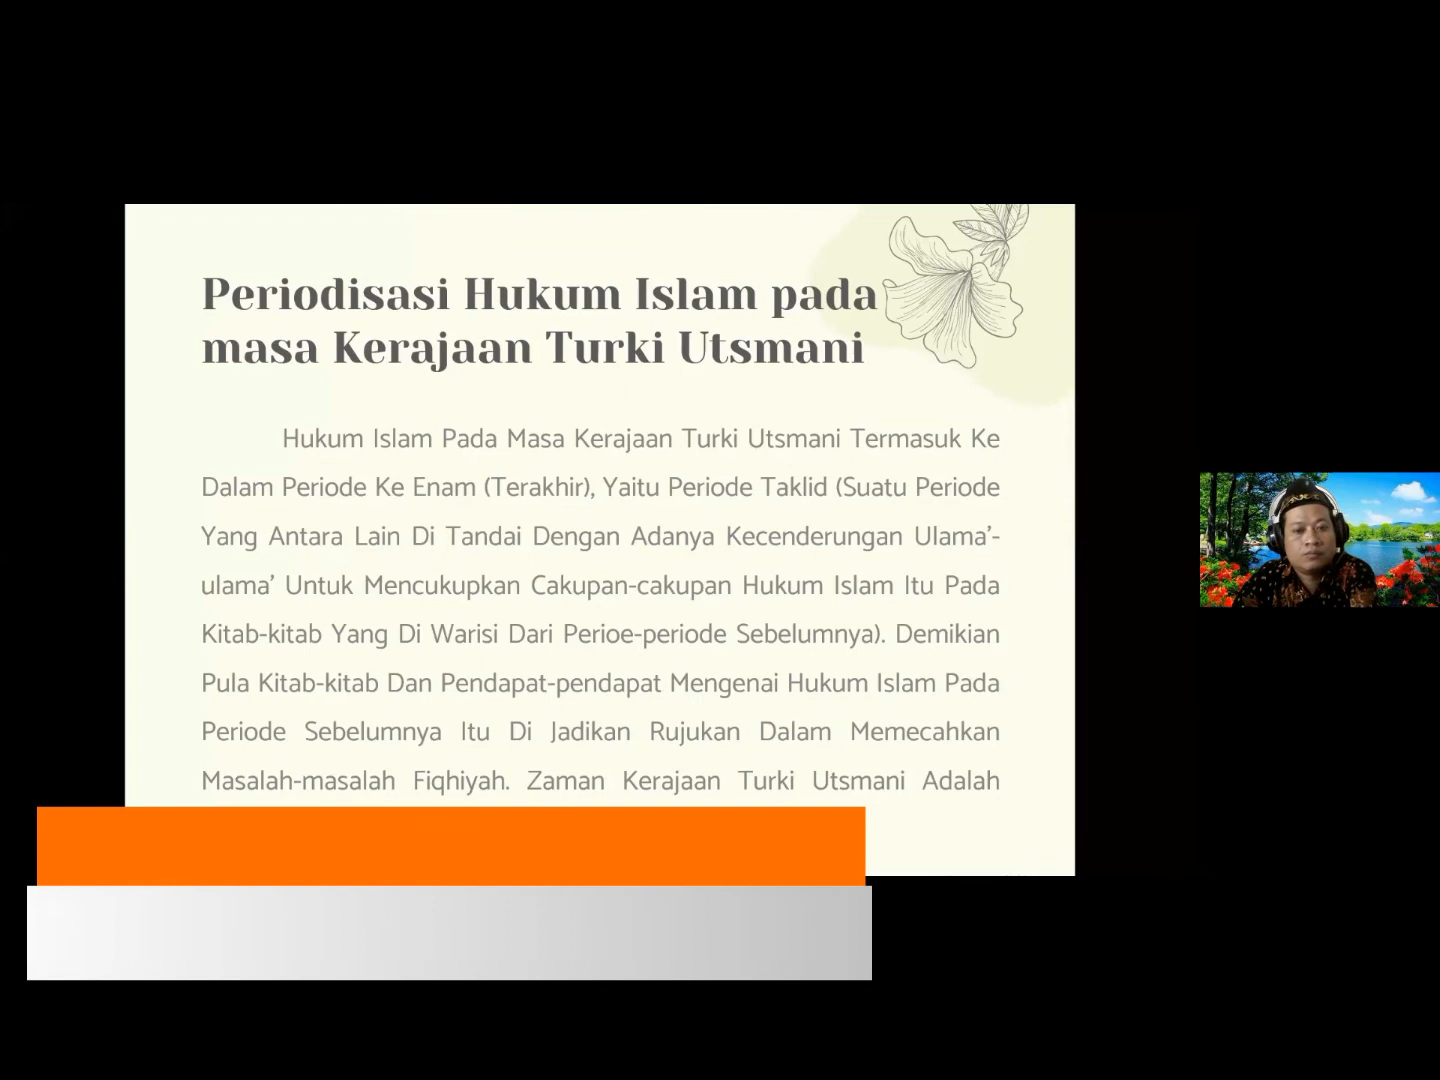 Periodisasi Hukum Islam pada
masa Kerajaan Turki Utsmani
Hukum Islam Pada Masa Kerajaan Turki Utsmani Termasuk Ke
Dalam Periode Ke Enam (Terakhir), Yaitu Periode Taklid (Suatu Periode
Yang Antara Lain Di Tandai Dengan Adanya Kecenderungan Ulama'-
ulama' Untuk Mencukupkan Cakupan-cakupan Hukum Islam Itu Pada
Kitab-kitab Yang Di Warisi Dari Perioe-periode Sebelumnya). Demikian
Pula Kitab-kitab Dan Pendapat-pendapat Mengenai Hukum Islam Pada
Periode Sebelumnya Itu Di Jadikan Rujukan Dalam Memecahkan
Masalah-masalah Fiqhiyah. Zaman Kerajaan Turki Utsmani Adalah